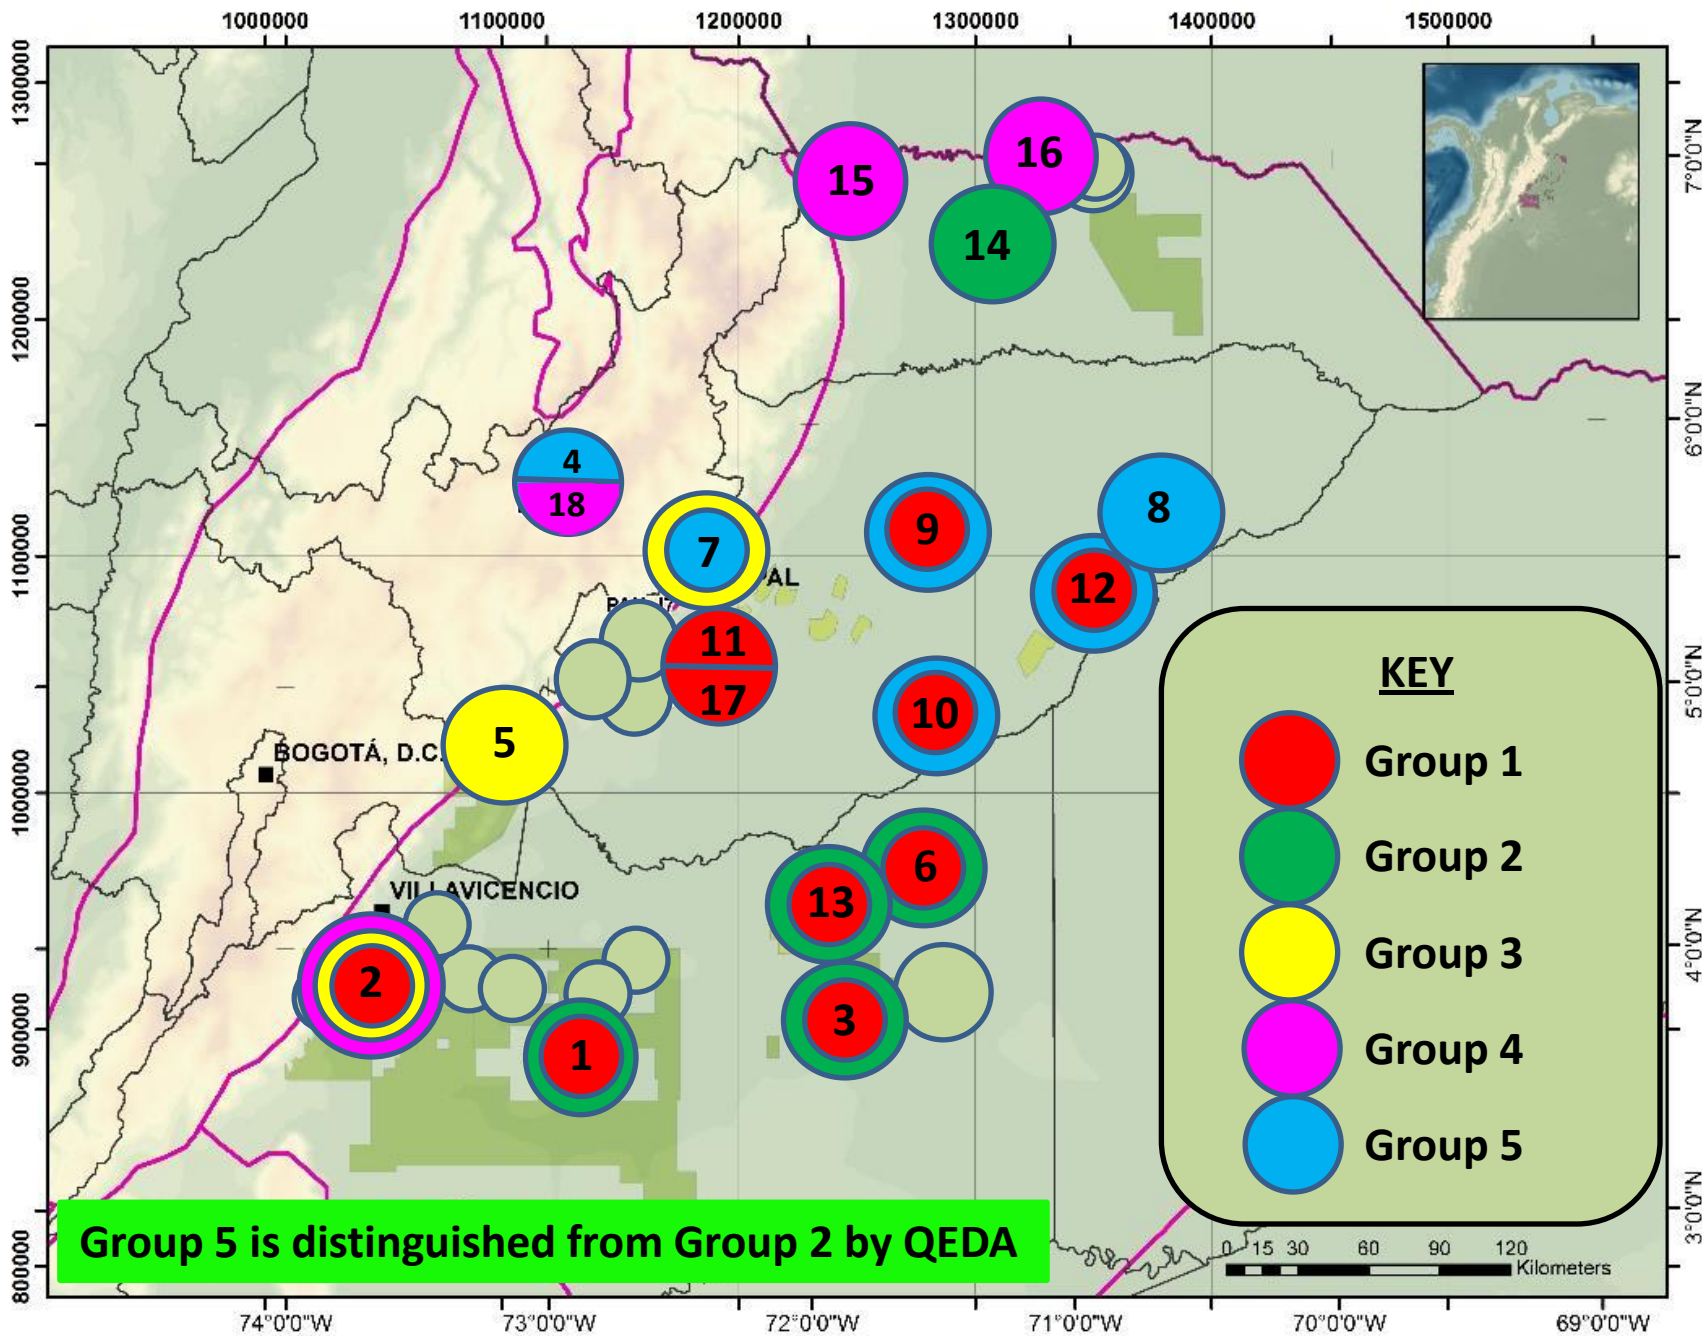 1000000 1100000 1200000 1300000 1400000 1500000
1300000
1200000
1100000
1000000
900000
800000
7°0'0"N
6°0'0"N
5°0'0"N
4°0'0"N
3°0'0"N
15
16
14
4
18
7
9
8
12
PAL
11
17
10
5
BOGOTÁ, D.C.
6
13
VILLAVICENCIO
2
3
1
KEY
Group 1
Group 2
Group 3
Group 4
Group 5
Group 5 is distinguished from Group 2 by QEDA
0 15 30 60 90 120
Kilometers
74°0'0"W 73°0'0"W 72°0'0"W 71°0'0"W 70°0'0"W 69°0'0"W